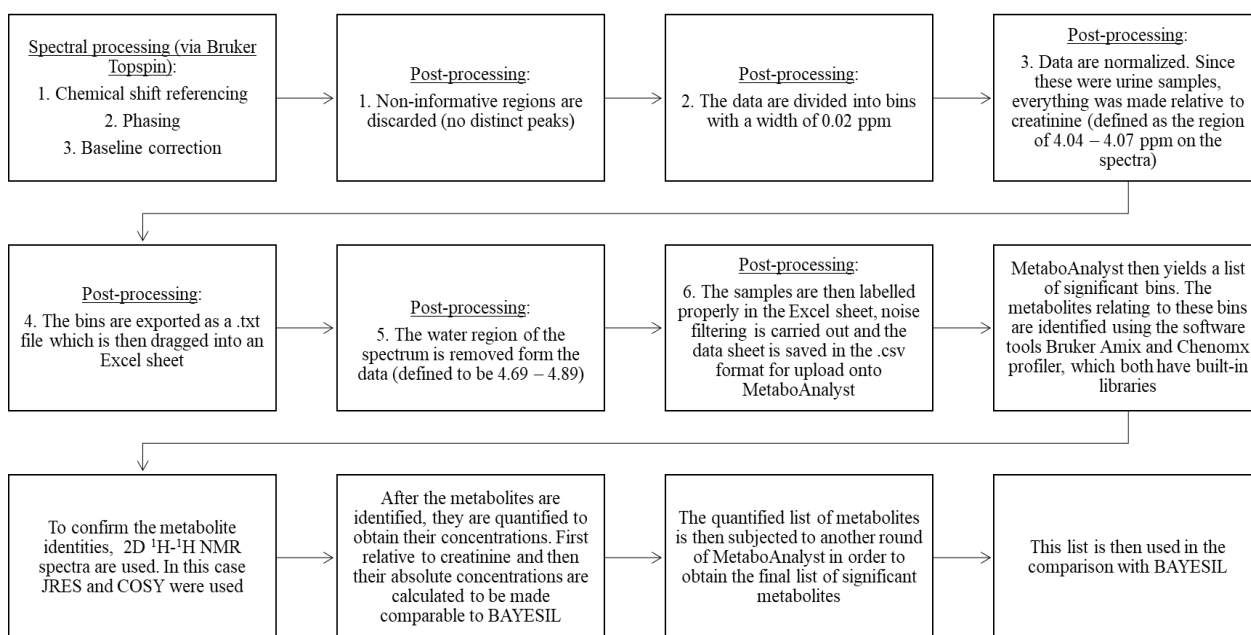 Spectral processing (via Bruker
Topspin):
1. Chemical shift referencing
2. Phasing
3. Baseline correction
Post-processing:
1. Non-informative regions are
discarded (no distinct peaks)
Post-processing:
2. The data are divided into bins
with a width of 0.02 ppm
Post-processing:
3. Data are normalized. Since
these were urine samples,
everything was made relative to
creatinine (defined as the region
of 4.04 – 4.07 ppm on the
spectra)
Post-processing:
4. The bins are exported as a .txt
file which is then dragged into an
Excel sheet
Post-processing:
5. The water region of the
spectrum is removed form the
data (defined to be 4.69 – 4.89)
Post-processing:
6. The samples are then labelled
properly in the Excel sheet, noise
filtering is carried out and the
data sheet is saved in the .csv
format for upload onto
MetaboAnalyst
MetaboAnalyst then yields a list
of significant bins. The
metabolites relating to these bins
are identified using the software
tools Bruker Amix and Chenomx
profiler, which both have built-in
libraries
To confirm the metabolite
identities, 2D ¹H-¹H NMR
spectra are used. In this case
JRES and COSY were used
After the metabolites are
identified, they are quantified to
obtain their concentrations. First
relative to creatinine and then
their absolute concentrations are
calculated to be made
comparable to BAYESIL
The quantified list of metabolites
is then subjected to another round
of MetaboAnalyst in order to
obtain the final list of significant
metabolites
This list is then used in the
comparison with BAYESIL